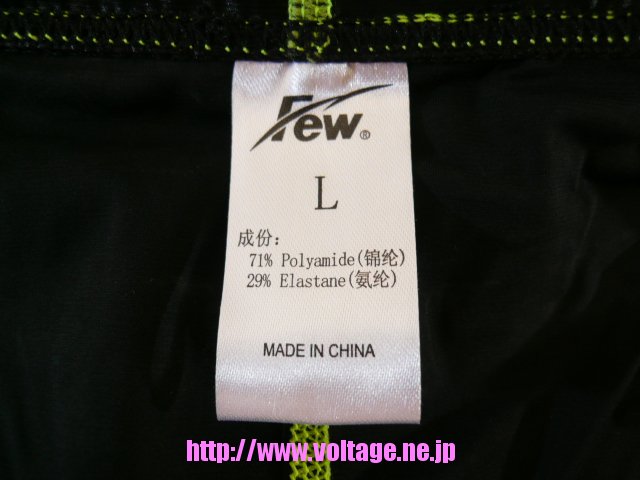 Few®
L
成份:
71% Polyamide(锦纶)
29% Elastane(氨纶)
MADE IN CHINA
http://www.voltage.ne.jp